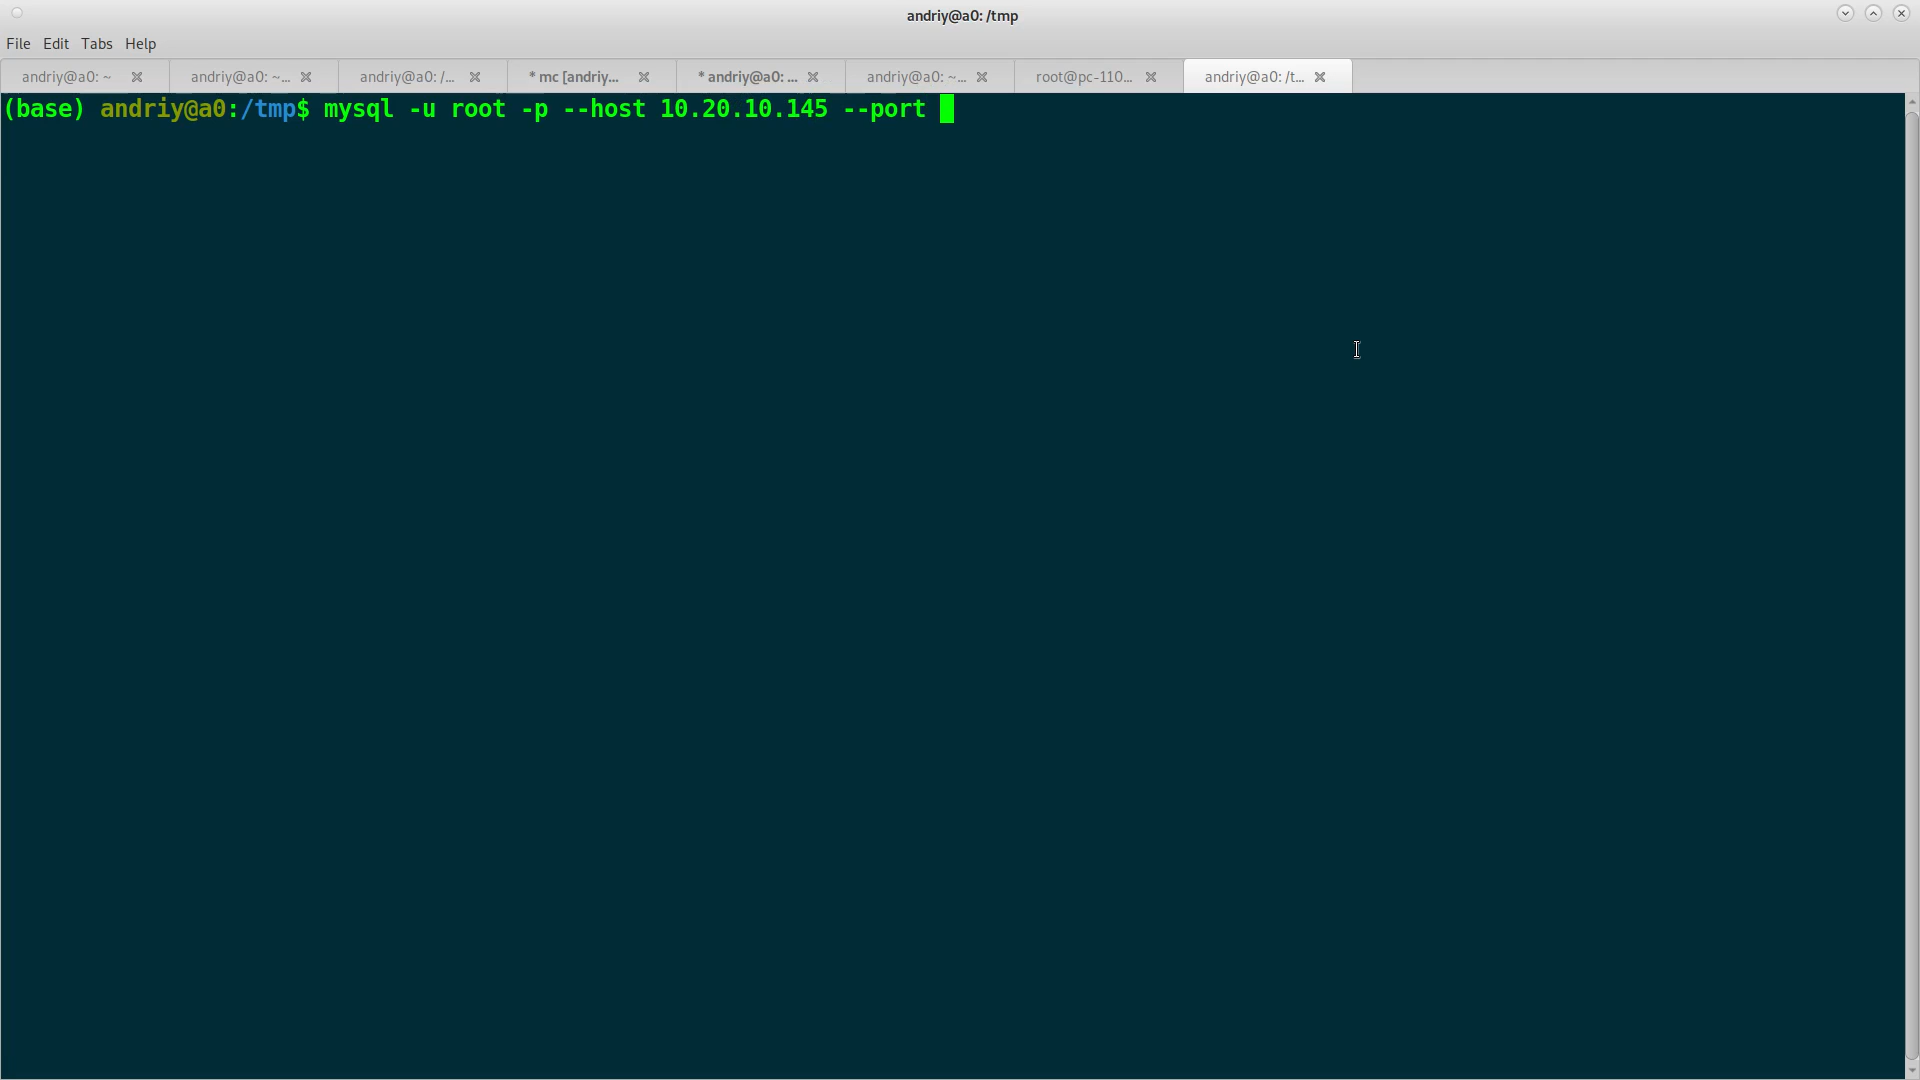 andriy@a0: /tmp
File Edit Tabs Help
andriy@a0: ~ andriy@a0: ~... andriy@a0: /... * mc [andriy... * andriy@a0: ... andriy@a0: ~... root@pc-110... andriy@a0: /t...
(base) andriy@a0:/tmp$ mysql -u root -p --host 10.20.10.145 --port